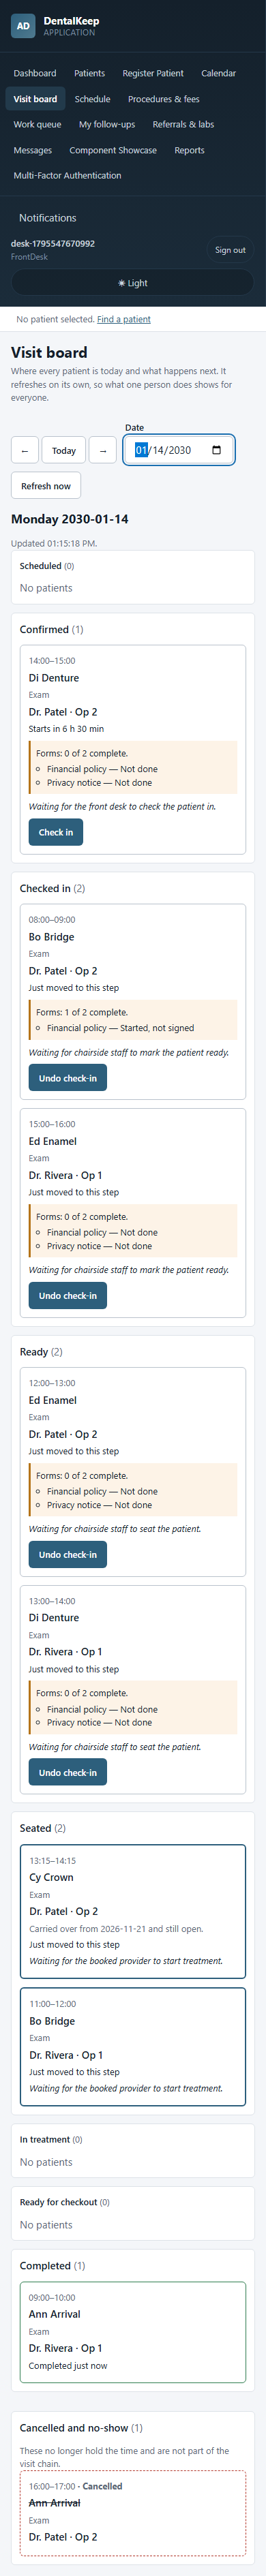 AD
DentalKeep
APPLICATION
Dashboard Patients Register Patient Calendar
Visit board Schedule Procedures & fees
Work queue My follow-ups Referrals & labs
Messages Component Showcase Reports
Multi-Factor Authentication
Notifications
desk-1795547670992
FrontDesk
Sign out
☀ Light
No patient selected. Find a patient
Visit board
Where every patient is today and what happens next. It
refreshes on its own, so what one person does shows for
everyone.
Date
← Today → 01/14/2030
Refresh now
Monday 2030-01-14
Updated 01:15:18 PM.
Scheduled (0)
No patients
Confirmed (1)
14:00–15:00
Di Denture
Exam
Dr. Patel · Op 2
Starts in 6 h 30 min
Forms: 0 of 2 complete.
Financial policy — Not done
Privacy notice — Not done
Waiting for the front desk to check the patient in.
Check in
Checked in (2)
08:00–09:00
Bo Bridge
Exam
Dr. Patel · Op 2
Just moved to this step
Forms: 1 of 2 complete.
Financial policy — Started, not signed
Waiting for chairside staff to mark the patient ready.
Undo check-in
15:00–16:00
Ed Enamel
Exam
Dr. Rivera · Op 1
Just moved to this step
Forms: 0 of 2 complete.
Financial policy — Not done
Privacy notice — Not done
Waiting for chairside staff to mark the patient ready.
Undo check-in
Ready (2)
12:00–13:00
Ed Enamel
Exam
Dr. Patel · Op 2
Just moved to this step
Forms: 0 of 2 complete.
Financial policy — Not done
Privacy notice — Not done
Waiting for chairside staff to seat the patient.
Undo check-in
13:00–14:00
Di Denture
Exam
Dr. Rivera · Op 1
Just moved to this step
Forms: 0 of 2 complete.
Financial policy — Not done
Privacy notice — Not done
Waiting for chairside staff to seat the patient.
Undo check-in
Seated (2)
13:15–14:15
Cy Crown
Exam
Dr. Patel · Op 2
Carried over from 2026-11-21 and still open.
Just moved to this step
Waiting for the booked provider to start treatment.
11:00–12:00
Bo Bridge
Exam
Dr. Rivera · Op 1
Just moved to this step
Waiting for the booked provider to start treatment.
In treatment (0)
No patients
Ready for checkout (0)
No patients
Completed (1)
09:00–10:00
Ann Arrival
Exam
Dr. Rivera · Op 1
Completed just now
Cancelled and no-show (1)
These no longer hold the time and are not part of the
visit chain.
16:00–17:00 · Cancelled
Ann Arrival
Exam
Dr. Patel · Op 2